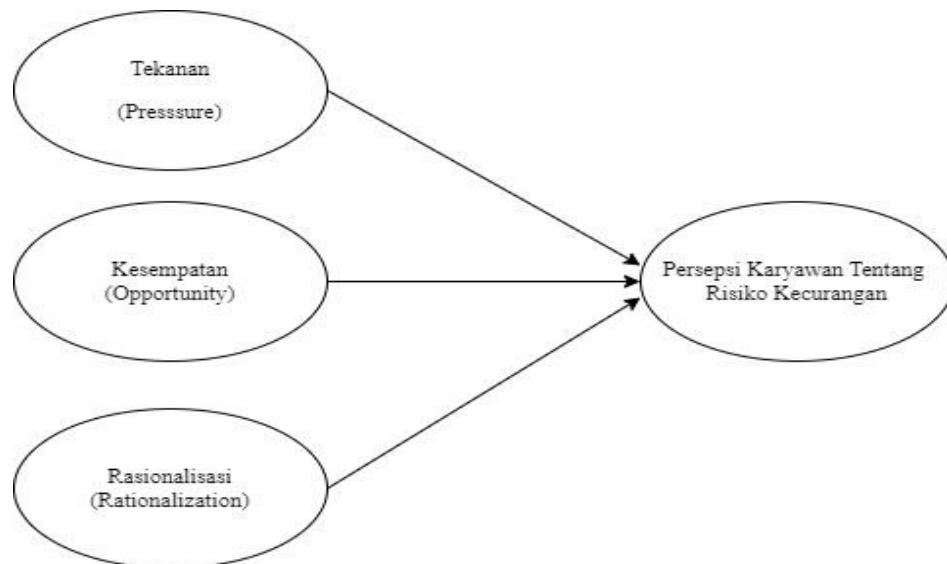 Tekanan
(Presssure)
Kesempatan
(Opportunity)
Persepsi Karyawan Tentang
Risiko Kecurangan
Rasionalisasi
(Rationalization)